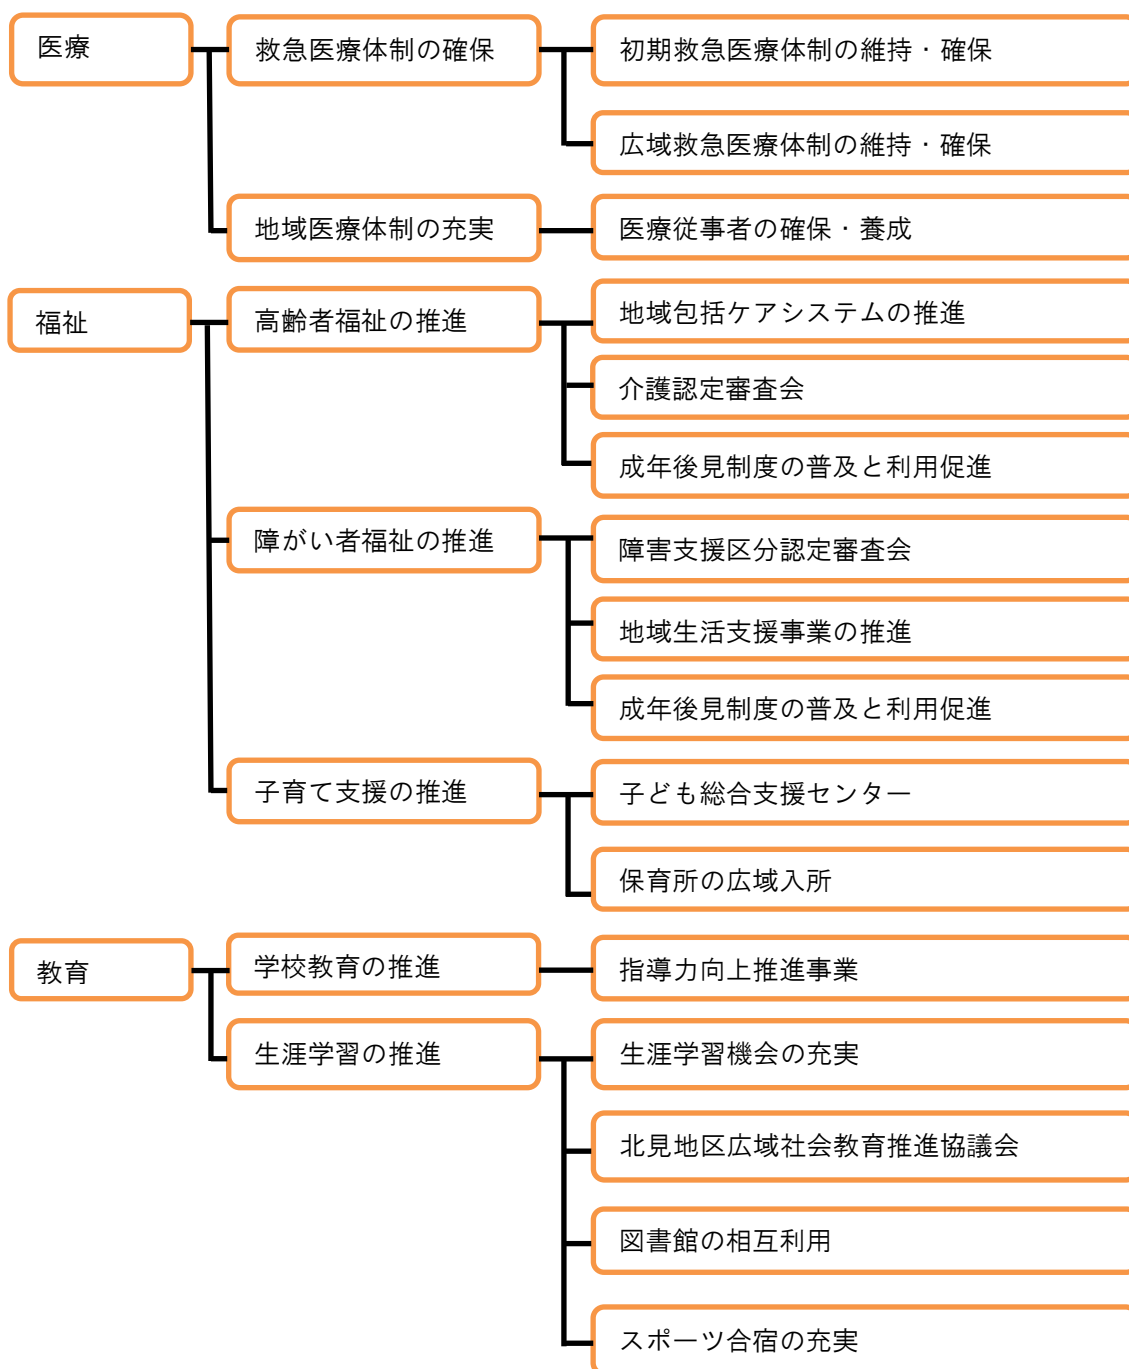 医療
救急医療体制の確保
初期救急医療体制の維持・確保
広域救急医療体制の維持・確保
地域医療体制の充実
医療従事者の確保・養成
福祉
高齢者福祉の推進
地域包括ケアシステムの推進
介護認定審査会
成年後見制度の普及と利用促進
障がい者福祉の推進
障害支援区分認定審査会
地域生活支援事業の推進
成年後見制度の普及と利用促進
子育て支援の推進
子ども総合支援センター
保育所の広域入所
教育
学校教育の推進
指導力向上推進事業
生涯学習の推進
生涯学習機会の充実
北見地区広域社会教育推進協議会
図書館の相互利用
スポーツ合宿の充実